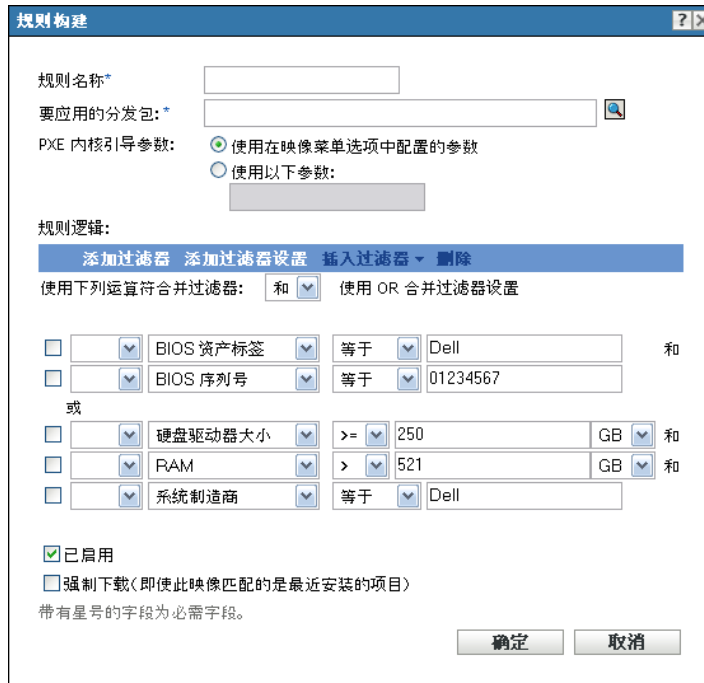 规则构建 ?
规则名称*
要应用的分发包:*
PXE 内核引导参数: 使用在映像菜单选项中配置的参数
使用以下参数:
规则逻辑:
添加过滤器 添加过滤器设置 插入过滤器 删除
使用下列运算符合并过滤器: 和 使用 OR 合并过滤器设置
BIOS 资产标签 等于 Dell 和
BIOS 序列号 等于 01234567
或
硬盘驱动器大小 >= 250 GB 和
RAM > 521 GB 和
系统制造商 等于 Dell
已启用
强制下载(即使此映像匹配的是最近安装的项目)
带有星号的字段为必需字段。
确定 取消